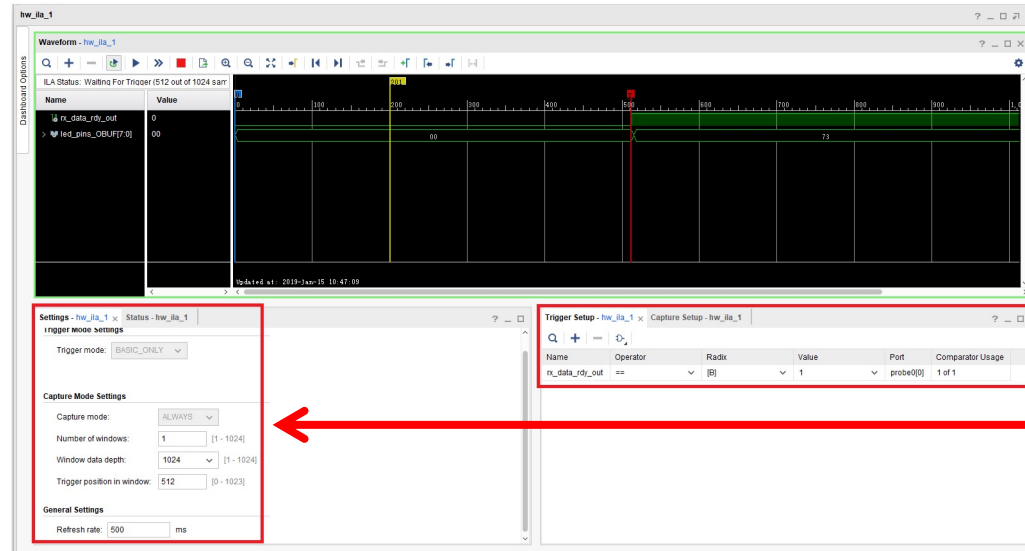 hw_ila_1
Dashboard Options
Waveform - hw_ila_1
ILA Status: Waiting For Trigger (512 out of 1024 sam
Name Value
rx_data_rdy_out 0
led_pins_OBUF[7:0] 00
201
0 100 200 300 400 500 600 700 800 900
00 73
Updated at: 2019-Jan-15 10:47:09
Settings - hw_ila_1 Status - hw_ila_1
Trigger Mode Settings
Trigger mode: BASIC_ONLY
Capture Mode Settings
Capture mode: ALWAYS
Number of windows: 1 [1 - 1024]
Window data depth: 1024 [1 - 1024]
Trigger position in window: 512 [0 - 1023]
General Settings
Refresh rate: 500 ms
Trigger Setup - hw_ila_1 Capture Setup - hw_ila_1
Name Operator Radix Value Port Comparator Usage
rx_data_rdy_out == [B] 1 probe0[0] 1 of 1